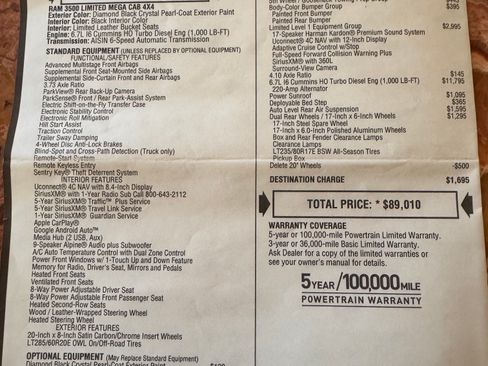 RAM 3500 LIMITED MEGA CAB 4X4
Exterior Color: Diamond Black Crystal Pearl-Coat Exterior Paint
Interior Color: Black Interior Color
Interior: Limited Leather Bucket Seats
Engine: 6.7L I6 Cummins HO Turbo Diesel Eng (1,000 LB-FT)
Transmission: AISIN 6-Speed Automatic Transmission
STANDARD EQUIPMENT (UNLESS REPLACED BY OPTIONAL EQUIPMENT)
FUNCTIONAL/SAFETY FEATURES
Advanced Multistage Front Airbags
Supplemental Front Seat-Mounted Side Airbags
Supplemental Side-Curtain Front and Rear Airbags
3.73 Axle Ratio
ParkView® Rear Back-Up Camera
ParkSense® Front / Rear Park-Assist System
Electric Shift-on-the-Fly Transfer Case
Electronic Stability Control
Electronic Roll Mitigation
Hill Start Assist
Traction Control
Trailer Sway Damping
4-Wheel Disc Anti-Lock Brakes
Blind-Spot and Cross-Path Detection (Truck only)
Remote-Start System
Remote Keyless Entry
Sentry Key® Theft Deterrent System
INTERIOR FEATURES
Uconnect® 4C NAV with 8.4-Inch Display
SiriusXM® with 1-Year Radio Sub Call 800-643-2112
5-Year SiriusXM® Traffic™ Plus Service
5-Year SiriusXM® Travel Link Service
1-Year SiriusXM® Guardian Service
Apple CarPlay®
Google Android Auto™
Media Hub (2 USB, Aux)
9-Speaker Alpine® Audio plus Subwoofer
A/C Auto Temperature Control with Dual Zone Control
Power Front Windows w/ 1-Touch Up and Down Feature
Memory for Radio, Driver's Seat, Mirrors and Pedals
Heated Front Seats
Ventilated Front Seats
8-Way Power Adjustable Driver Seat
8-Way Power Adjustable Front Passenger Seat
Heated Second-Row Seats
Wood / Leather-Wrapped Steering Wheel
Heated Steering Wheel
EXTERIOR FEATURES
20-Inch x 8-Inch Satin Carbon/Chrome Insert Wheels
LT285/60R20E OWL On/Off-Road Tires
OPTIONAL EQUIPMENT (May Replace Standard Equipment)
Diamond Black Crystal Pearl-Coat Exterior Paint
Body-Color Bumper Group $395
Painted Front Bumper
Painted Rear Bumper
Limited Level 1 Equipment Group $2,995
17-Speaker Harman Kardon® Premium Sound System
Uconnect® 4C NAV with 12-Inch Display
Adaptive Cruise Control w/Stop
Full-Speed Forward Collision Warning Plus
SiriusXM® with 360L
Surround-View Camera
4.10 Axle Ratio $145
6.7L I6 Cummins HO Turbo Diesel Eng (1,000 LB-FT) $11,795
220-Amp Alternator
Power Sunroof $1,095
Deployable Bed Step $365
Auto Level Rear Air Suspension $1,595
Dual Rear Wheels / 17-Inch x 6-Inch Wheels $1,295
17-Inch Steel Spare Wheel
17-Inch x 6.0-Inch Polished Aluminum Wheels
Box and Rear Fender Clearance Lamps
Clearance Lamps
LT235/80R17E BSW All-Season Tires
Pickup Box
Delete 20" Wheels -$500
DESTINATION CHARGE $1,695
TOTAL PRICE: * $89,010
WARRANTY COVERAGE
5-year or 100,000-mile Powertrain Limited Warranty.
3-year or 36,000-mile Basic Limited Warranty.
Ask Dealer for a copy of the limited warranties or
see your owner's manual for details.
5 YEAR/100,000 MILE
POWERTRAIN WARRANTY